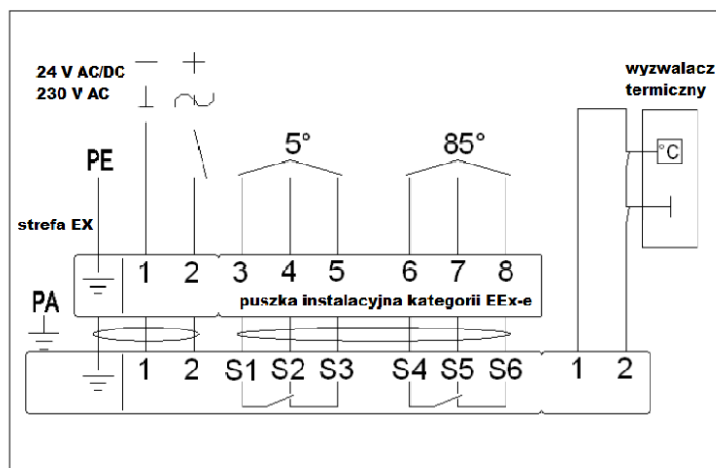 24 V AC/DC
230 V AC
wyzwalacz
termiczny
°C
5°
85°
PE
strefa EX
1 2 3 4 5 6 7 8
puszka instalacyjna kategorii EEx-e
PA
1 2 S1 S2 S3 S4 S5 S6 1 2